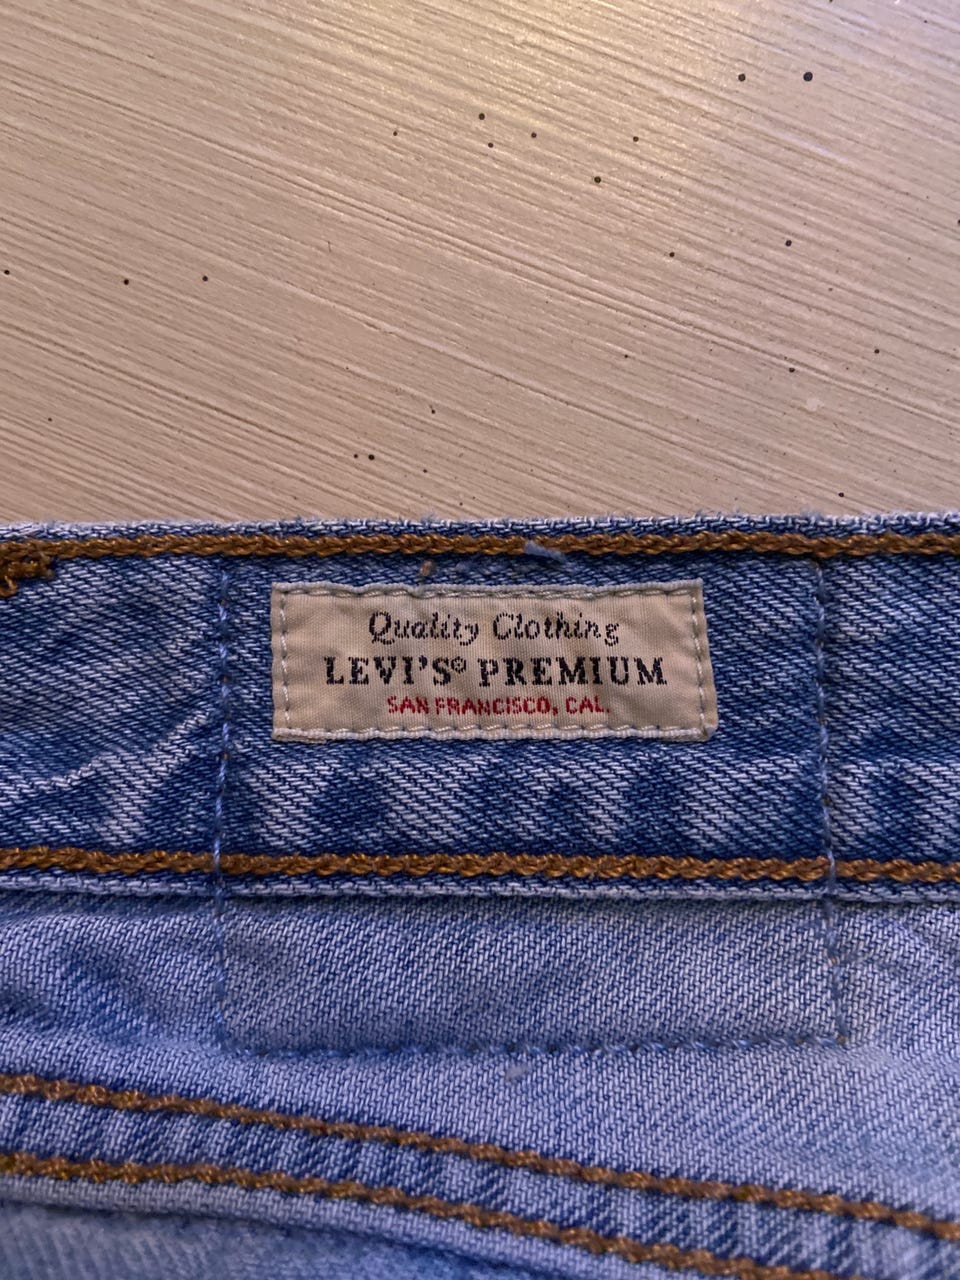 Quality Clothing
LEVI'S® PREMIUM
SAN FRANCISCO, CAL.